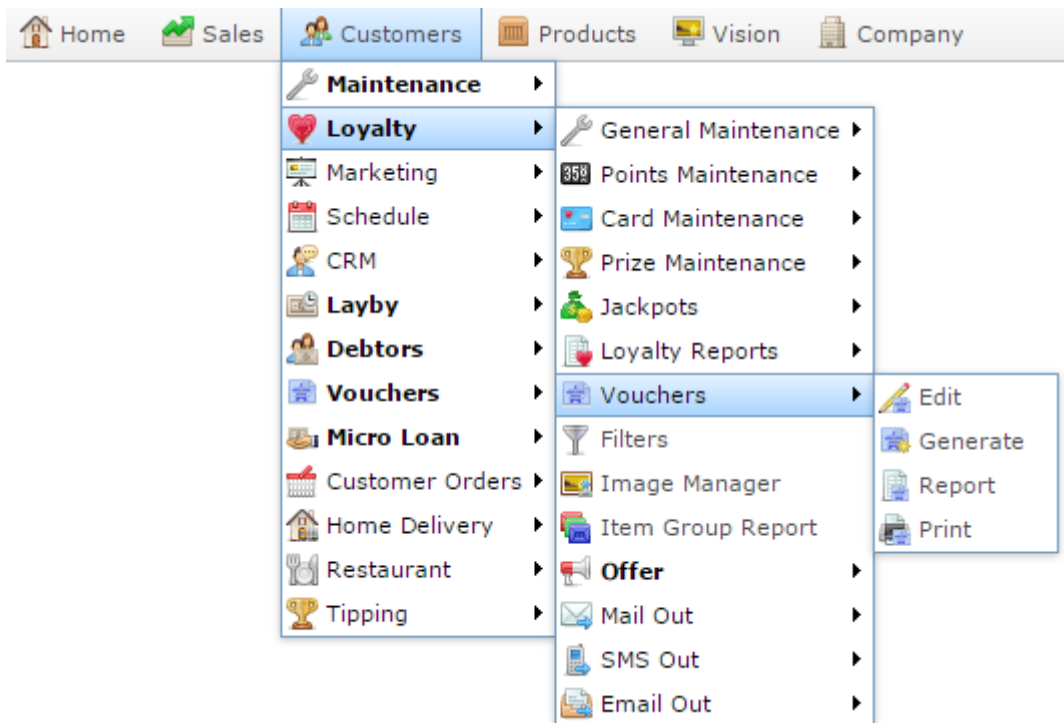 Home Sales Customers Products Vision Company
Maintenance
Loyalty
Marketing
Schedule
CRM
Layby
Debtors
Vouchers
Micro Loan
Customer Orders
Home Delivery
Restaurant
Tipping
General Maintenance
Points Maintenance
Card Maintenance
Prize Maintenance
Jackpots
Loyalty Reports
Vouchers
Filters
Image Manager
Item Group Report
Offer
Mail Out
SMS Out
Email Out
Edit
Generate
Report
Print